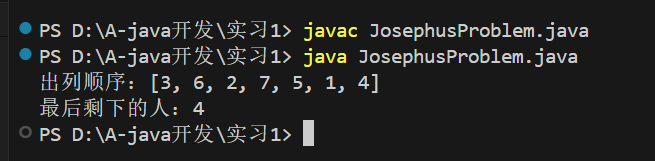 PS D:\A-java开发\实习1> javac JosephusProblem.java
PS D:\A-java开发\实习1> java JosephusProblem.java
出列顺序：[3, 6, 2, 7, 5, 1, 4]
最后剩下的人：4
PS D:\A-java开发\实习1>